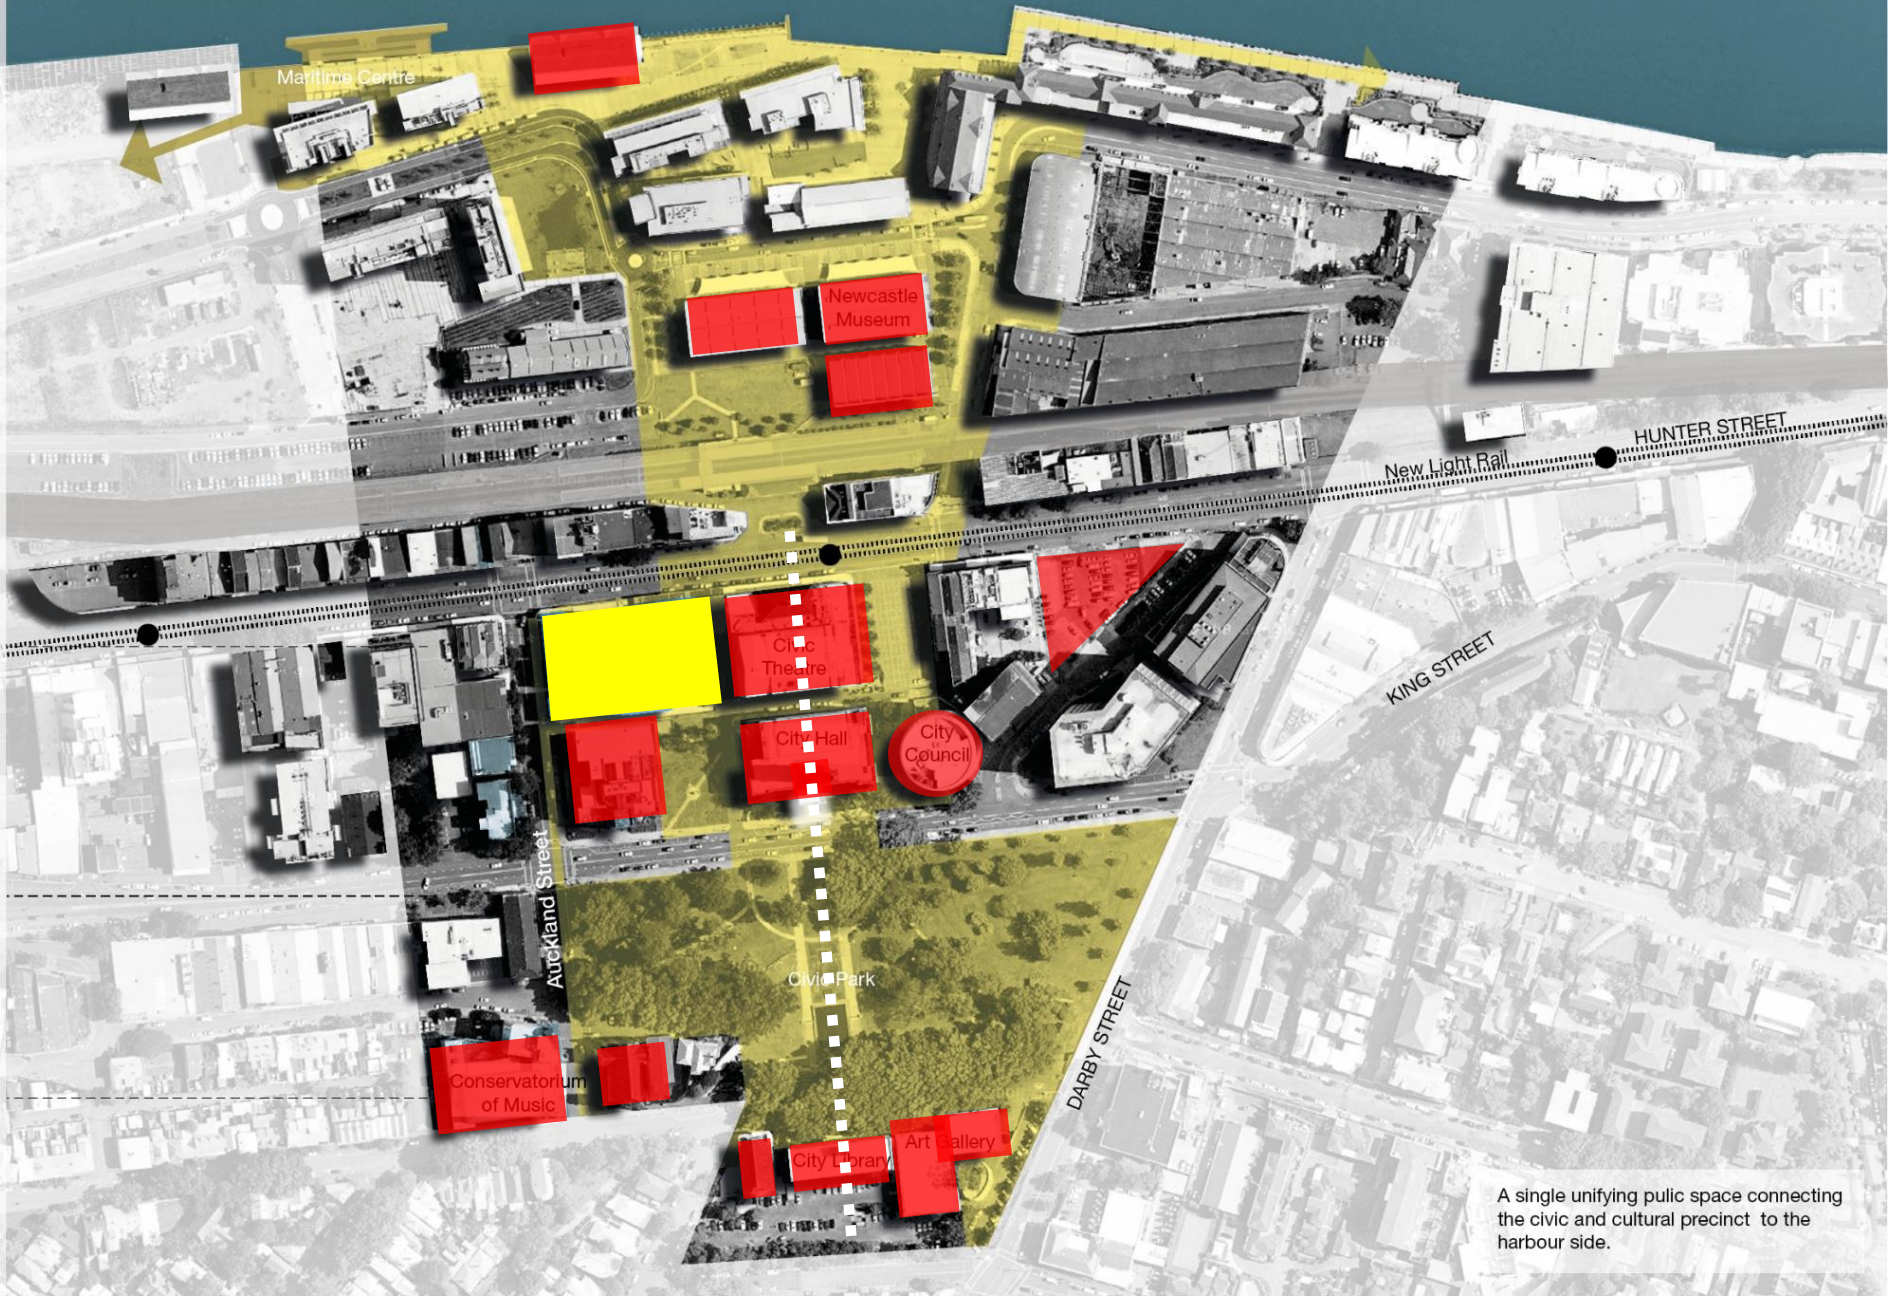 Maritime Centre
Newcastle
Museum
HUNTER STREET
New Light Rail
Civic
Theatre
KING STREET
City Hall
City
Council
Auckland Street
Civic Park
DARBY STREET
Conservatorium
of Music
Art Gallery
City Library
A single unifying pulic space connecting
the civic and cultural precinct to the
harbour side.